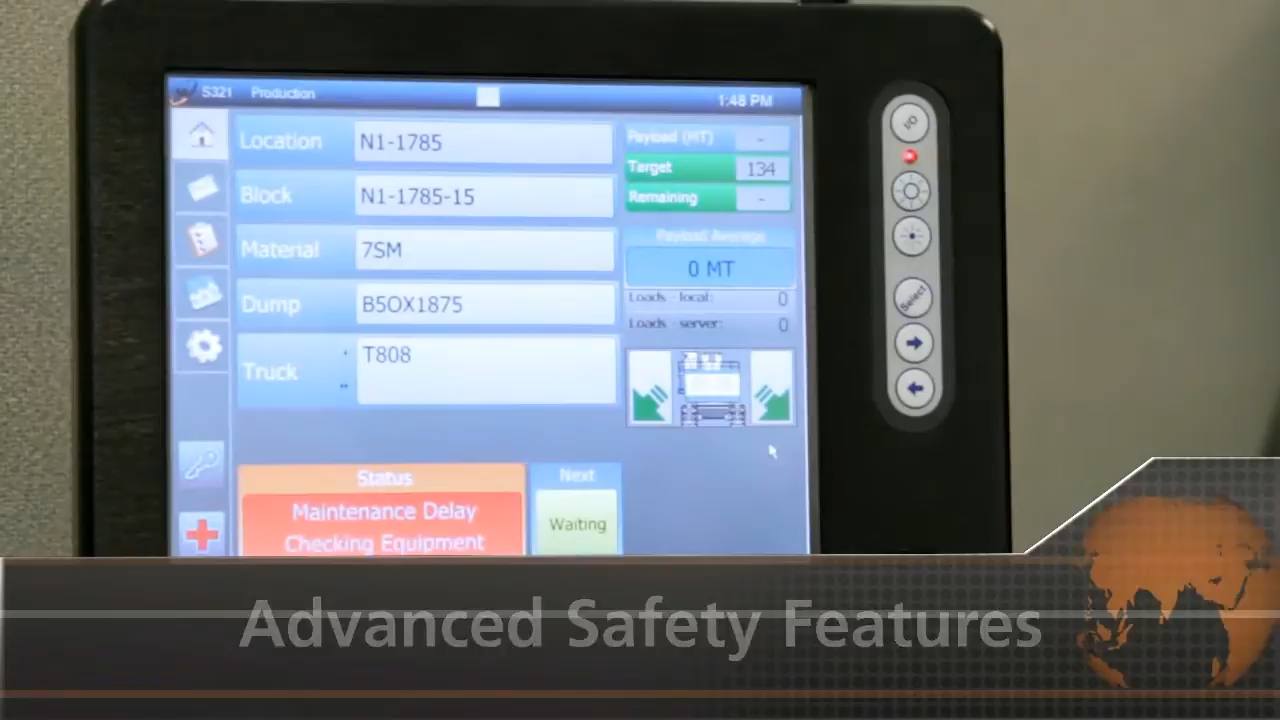 S321 Production 1:48 PM
Location N1-1785
Block N1-1785-15
Material 7SM
Dump B5OX1875
Truck T808
Payload (MT) -
Target 134
Remaining -
Payload Average
0 MT
Loads - local: 0
Loads - server: 0
Status
Maintenance Delay
Checking Equipment
Next
Waiting
I/O
Select
Advanced Safety Features